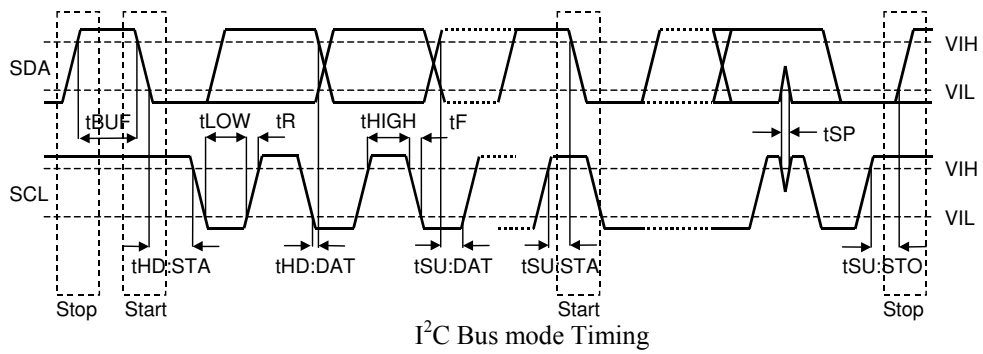 VIH
SDA
VIL
tBUF tLOW tR tHIGH tF
tSP
VIH
SCL
VIL
tHD:STA tHD:DAT tSU:DAT tSU:STA tSU:STO
Stop Start Start Stop
I²C Bus mode Timing